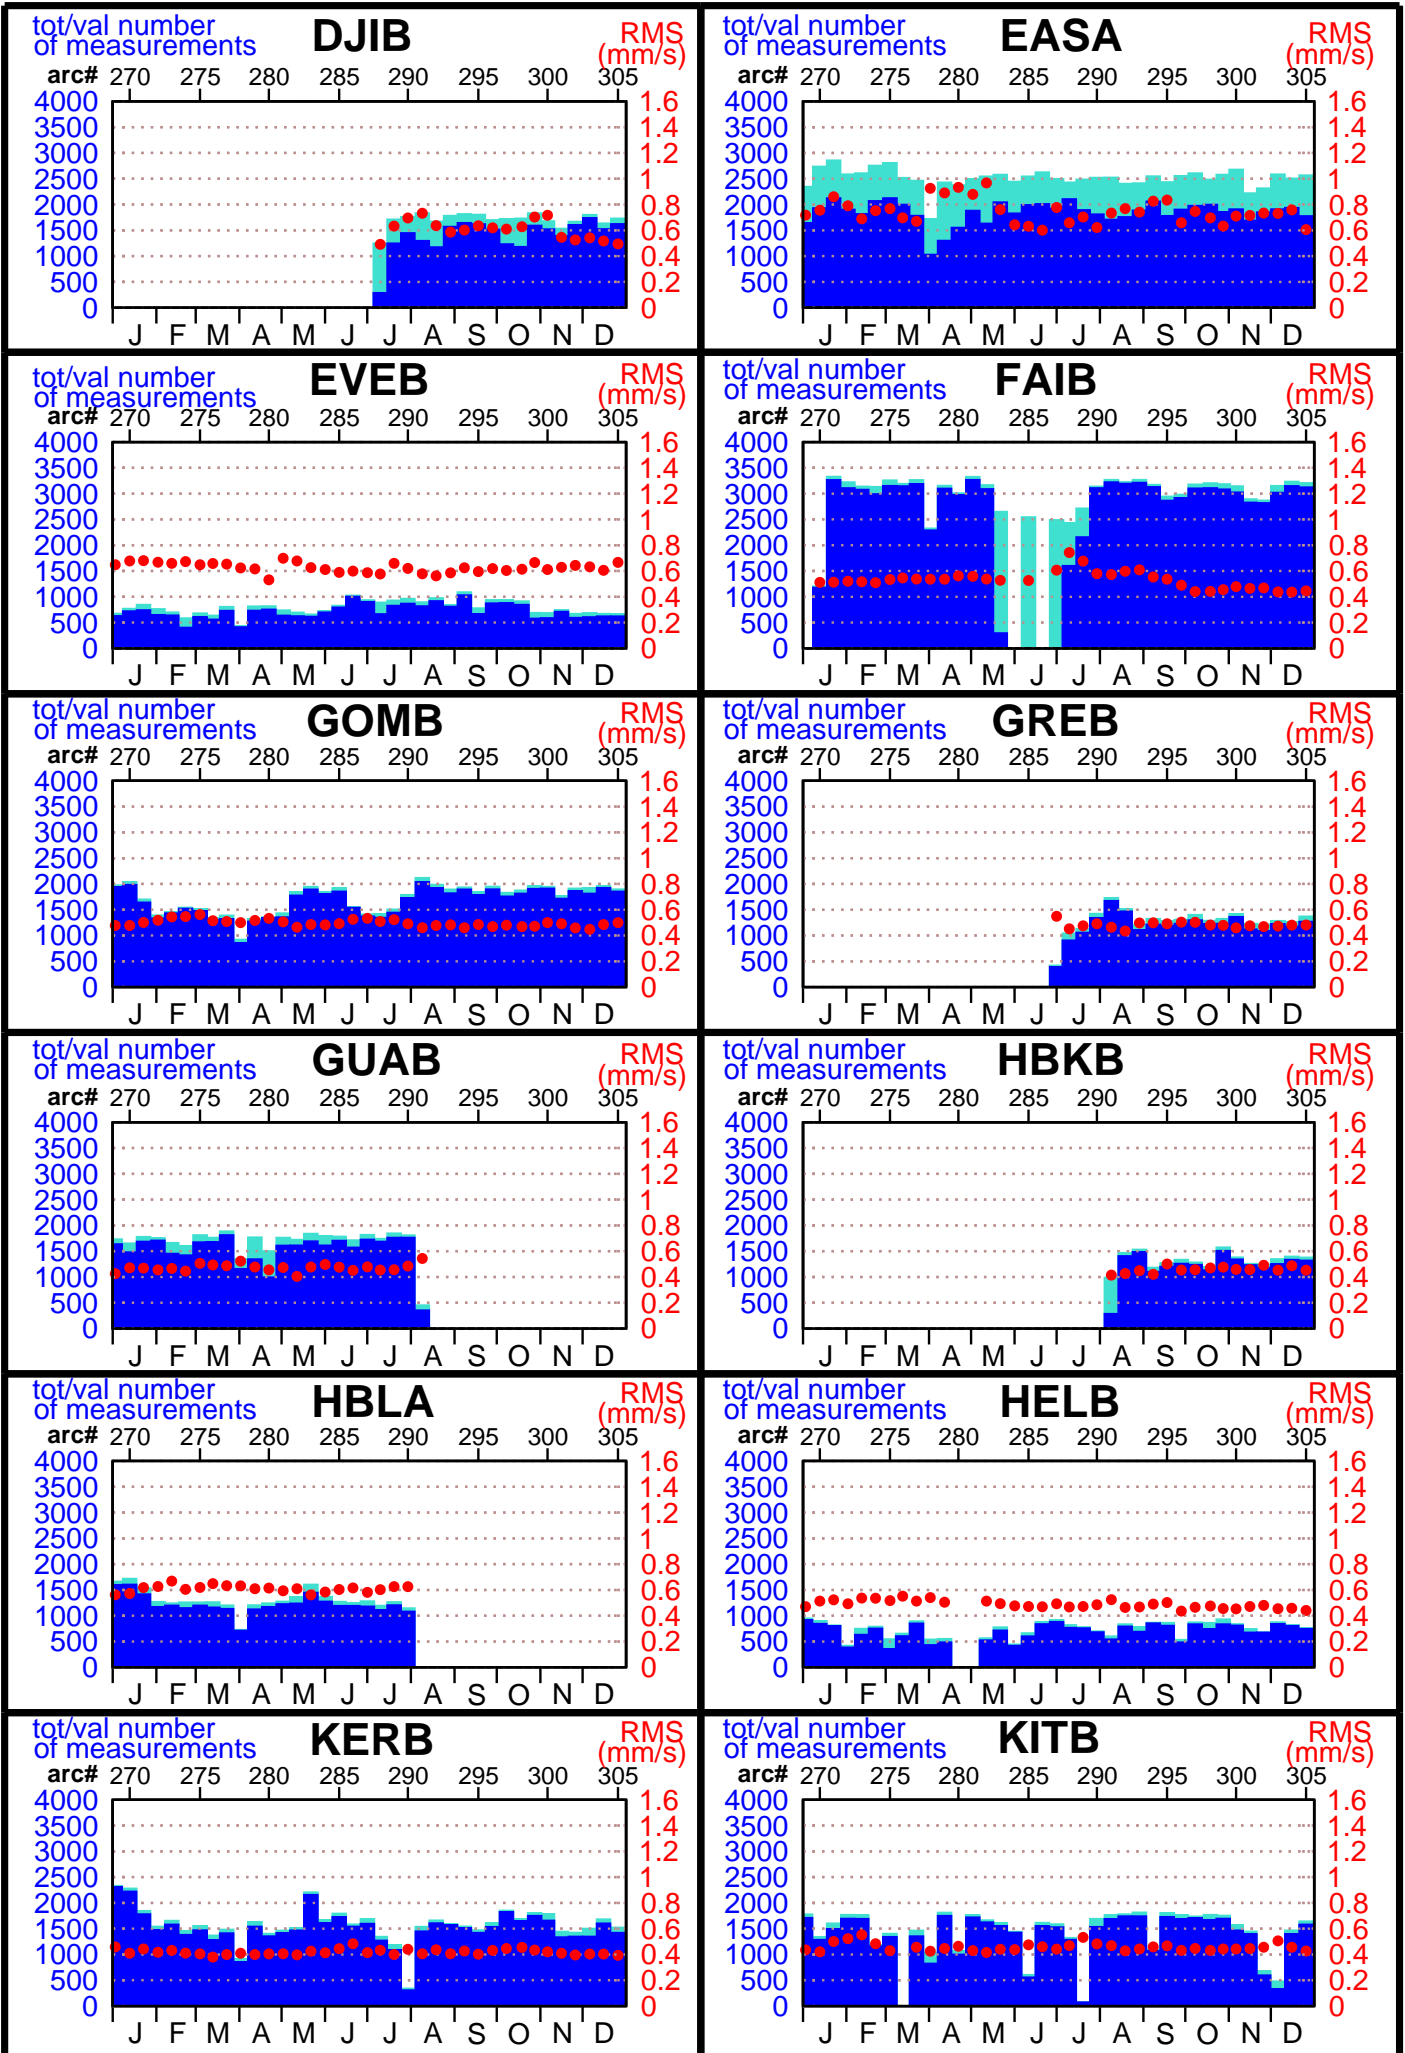 tot/val number DJIB RMS
of measurements (mm/s)
arc# 270 275 280 285 290 295 300 305
4000 1.6
3500 1.4
3000 1.2
2500 1
2000 0.8
1500 0.6
1000 0.4
500 0.2
0 0
J F M A M J J A S O N D
tot/val number EASA RMS
of measurements (mm/s)
arc# 270 275 280 285 290 295 300 305
4000 1.6
3500 1.4
3000 1.2
2500 1
2000 0.8
1500 0.6
1000 0.4
500 0.2
0 0
J F M A M J J A S O N D
tot/val number EVEB RMS
of measurements (mm/s)
arc# 270 275 280 285 290 295 300 305
4000 1.6
3500 1.4
3000 1.2
2500 1
2000 0.8
1500 0.6
1000 0.4
500 0.2
0 0
J F M A M J J A S O N D
tot/val number FAIB RMS
of measurements (mm/s)
arc# 270 275 280 285 290 295 300 305
4000 1.6
3500 1.4
3000 1.2
2500 1
2000 0.8
1500 0.6
1000 0.4
500 0.2
0 0
J F M A M J J A S O N D
tot/val number GOMB RMS
of measurements (mm/s)
arc# 270 275 280 285 290 295 300 305
4000 1.6
3500 1.4
3000 1.2
2500 1
2000 0.8
1500 0.6
1000 0.4
500 0.2
0 0
J F M A M J J A S O N D
tot/val number GREB RMS
of measurements (mm/s)
arc# 270 275 280 285 290 295 300 305
4000 1.6
3500 1.4
3000 1.2
2500 1
2000 0.8
1500 0.6
1000 0.4
500 0.2
0 0
J F M A M J J A S O N D
tot/val number GUAB RMS
of measurements (mm/s)
arc# 270 275 280 285 290 295 300 305
4000 1.6
3500 1.4
3000 1.2
2500 1
2000 0.8
1500 0.6
1000 0.4
500 0.2
0 0
J F M A M J J A S O N D
tot/val number HBKB RMS
of measurements (mm/s)
arc# 270 275 280 285 290 295 300 305
4000 1.6
3500 1.4
3000 1.2
2500 1
2000 0.8
1500 0.6
1000 0.4
500 0.2
0 0
J F M A M J J A S O N D
tot/val number HBLA RMS
of measurements (mm/s)
arc# 270 275 280 285 290 295 300 305
4000 1.6
3500 1.4
3000 1.2
2500 1
2000 0.8
1500 0.6
1000 0.4
500 0.2
0 0
J F M A M J J A S O N D
tot/val number HELB RMS
of measurements (mm/s)
arc# 270 275 280 285 290 295 300 305
4000 1.6
3500 1.4
3000 1.2
2500 1
2000 0.8
1500 0.6
1000 0.4
500 0.2
0 0
J F M A M J J A S O N D
tot/val number KERB RMS
of measurements (mm/s)
arc# 270 275 280 285 290 295 300 305
4000 1.6
3500 1.4
3000 1.2
2500 1
2000 0.8
1500 0.6
1000 0.4
500 0.2
0 0
J F M A M J J A S O N D
tot/val number KITB RMS
of measurements (mm/s)
arc# 270 275 280 285 290 295 300 305
4000 1.6
3500 1.4
3000 1.2
2500 1
2000 0.8
1500 0.6
1000 0.4
500 0.2
0 0
J F M A M J J A S O N D